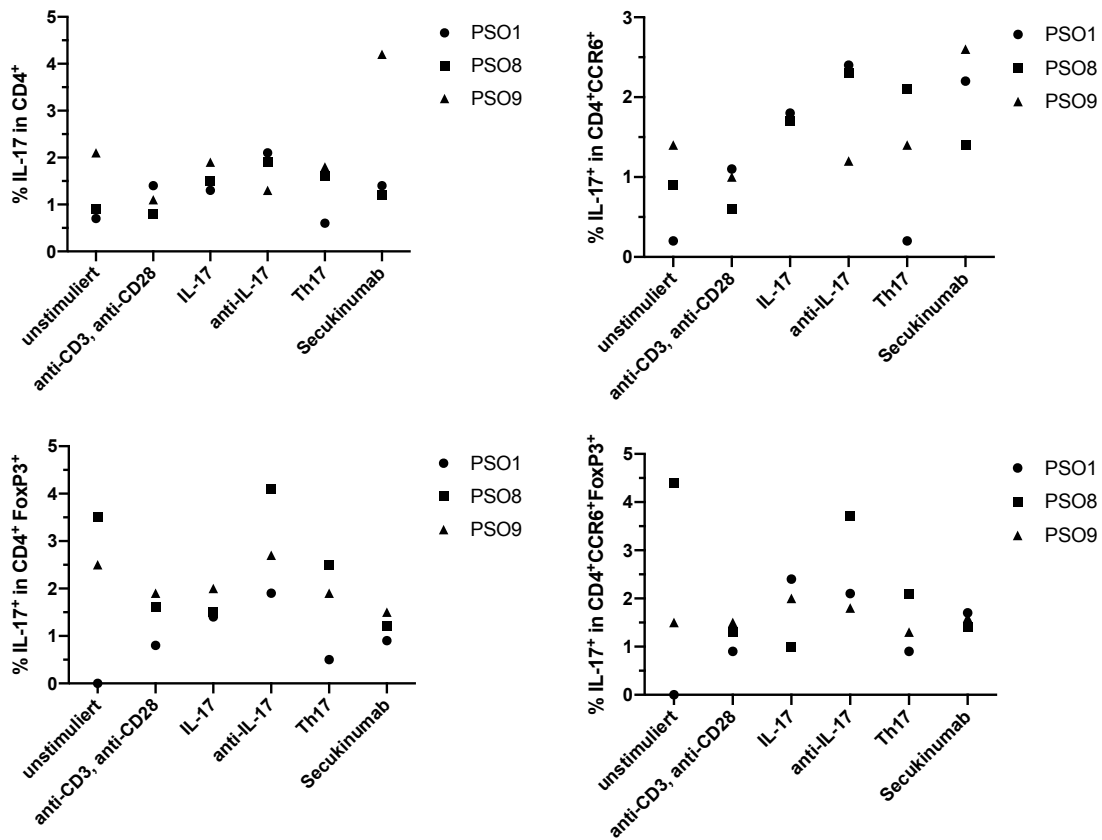 % IL-17 in CD4⁺
5
4
3
2
1
0
unstimuliert
anti-CD3, anti-CD28
IL-17
anti-IL-17
Th17
Secukinumab
PSO1
PSO8
PSO9
% IL-17⁺ in CD4⁺CCR6⁺
3
2
1
0
unstimuliert
anti-CD3, anti-CD28
IL-17
anti-IL-17
Th17
Secukinumab
PSO1
PSO8
PSO9
% IL-17⁺ in CD4⁺ FoxP3⁺
5
4
3
2
1
0
unstimuliert
anti-CD3, anti-CD28
IL-17
anti-IL-17
Th17
Secukinumab
PSO1
PSO8
PSO9
% IL-17⁺ in CD4⁺CCR6⁺FoxP3⁺
5
4
3
2
1
0
unstimuliert
anti-CD3, anti-CD28
IL-17
anti-IL-17
Th17
Secukinumab
PSO1
PSO8
PSO9